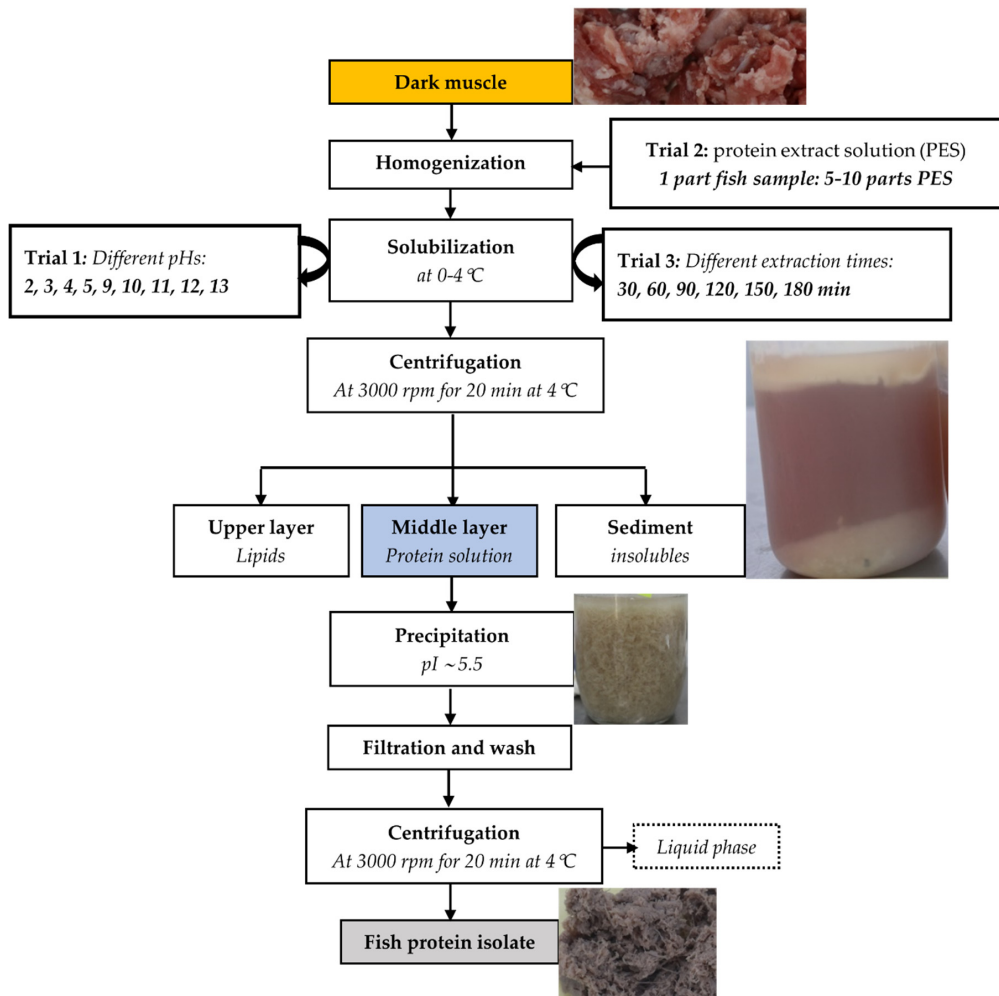 Dark muscle
Homogenization
Trial 2: protein extract solution (PES)
1 part fish sample: 5-10 parts PES
Solubilization
at 0-4 °C
Trial 1: Different pHs:
2, 3, 4, 5, 9, 10, 11, 12, 13
Trial 3: Different extraction times:
30, 60, 90, 120, 150, 180 min
Centrifugation
At 3000 rpm for 20 min at 4 °C
Upper layer
Lipids
Middle layer
Protein solution
Sediment
insolubles
Precipitation
pI ~5.5
Filtration and wash
Centrifugation
At 3000 rpm for 20 min at 4 °C
Liquid phase
Fish protein isolate